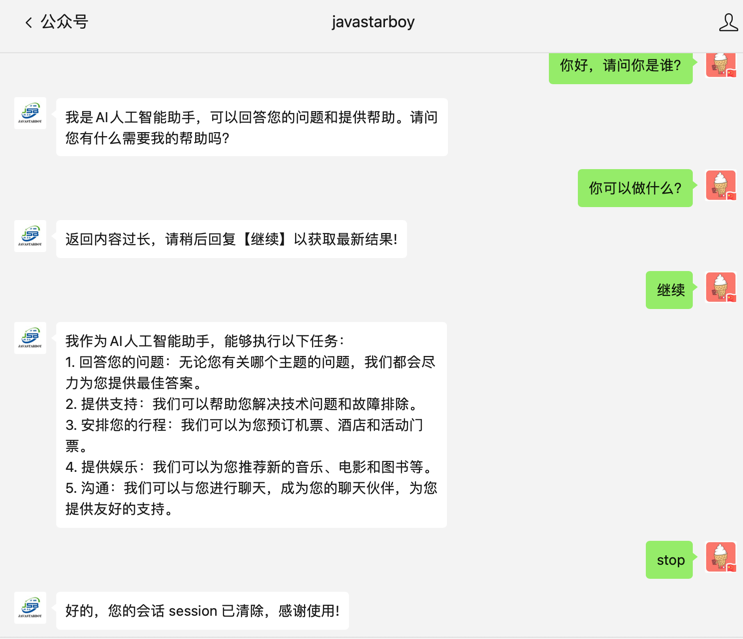 公众号
javastarboy
你好，请问你是谁?
我是AI人工智能助手，可以回答您的问题和提供帮助。请问
您有什么需要我的帮助吗?
你可以做什么?
返回内容过长，请稍后回复【继续】以获取最新结果!
继续
我作为AI人工智能助手，能够执行以下任务：
1. 回答您的问题：无论您有关哪个主题的问题，我们都会尽
力为您提供最佳答案。
2. 提供支持：我们可以帮助您解决技术问题和故障排除。
3. 安排您的行程：我们可以为您预订机票、酒店和活动门
票。
4. 提供娱乐：我们可以为您推荐新的音乐、电影和图书等。
5. 沟通：我们可以与您进行聊天，成为您的聊天伙伴，为您
提供友好的支持。
stop
好的，您的会话 session 已清除，感谢使用!